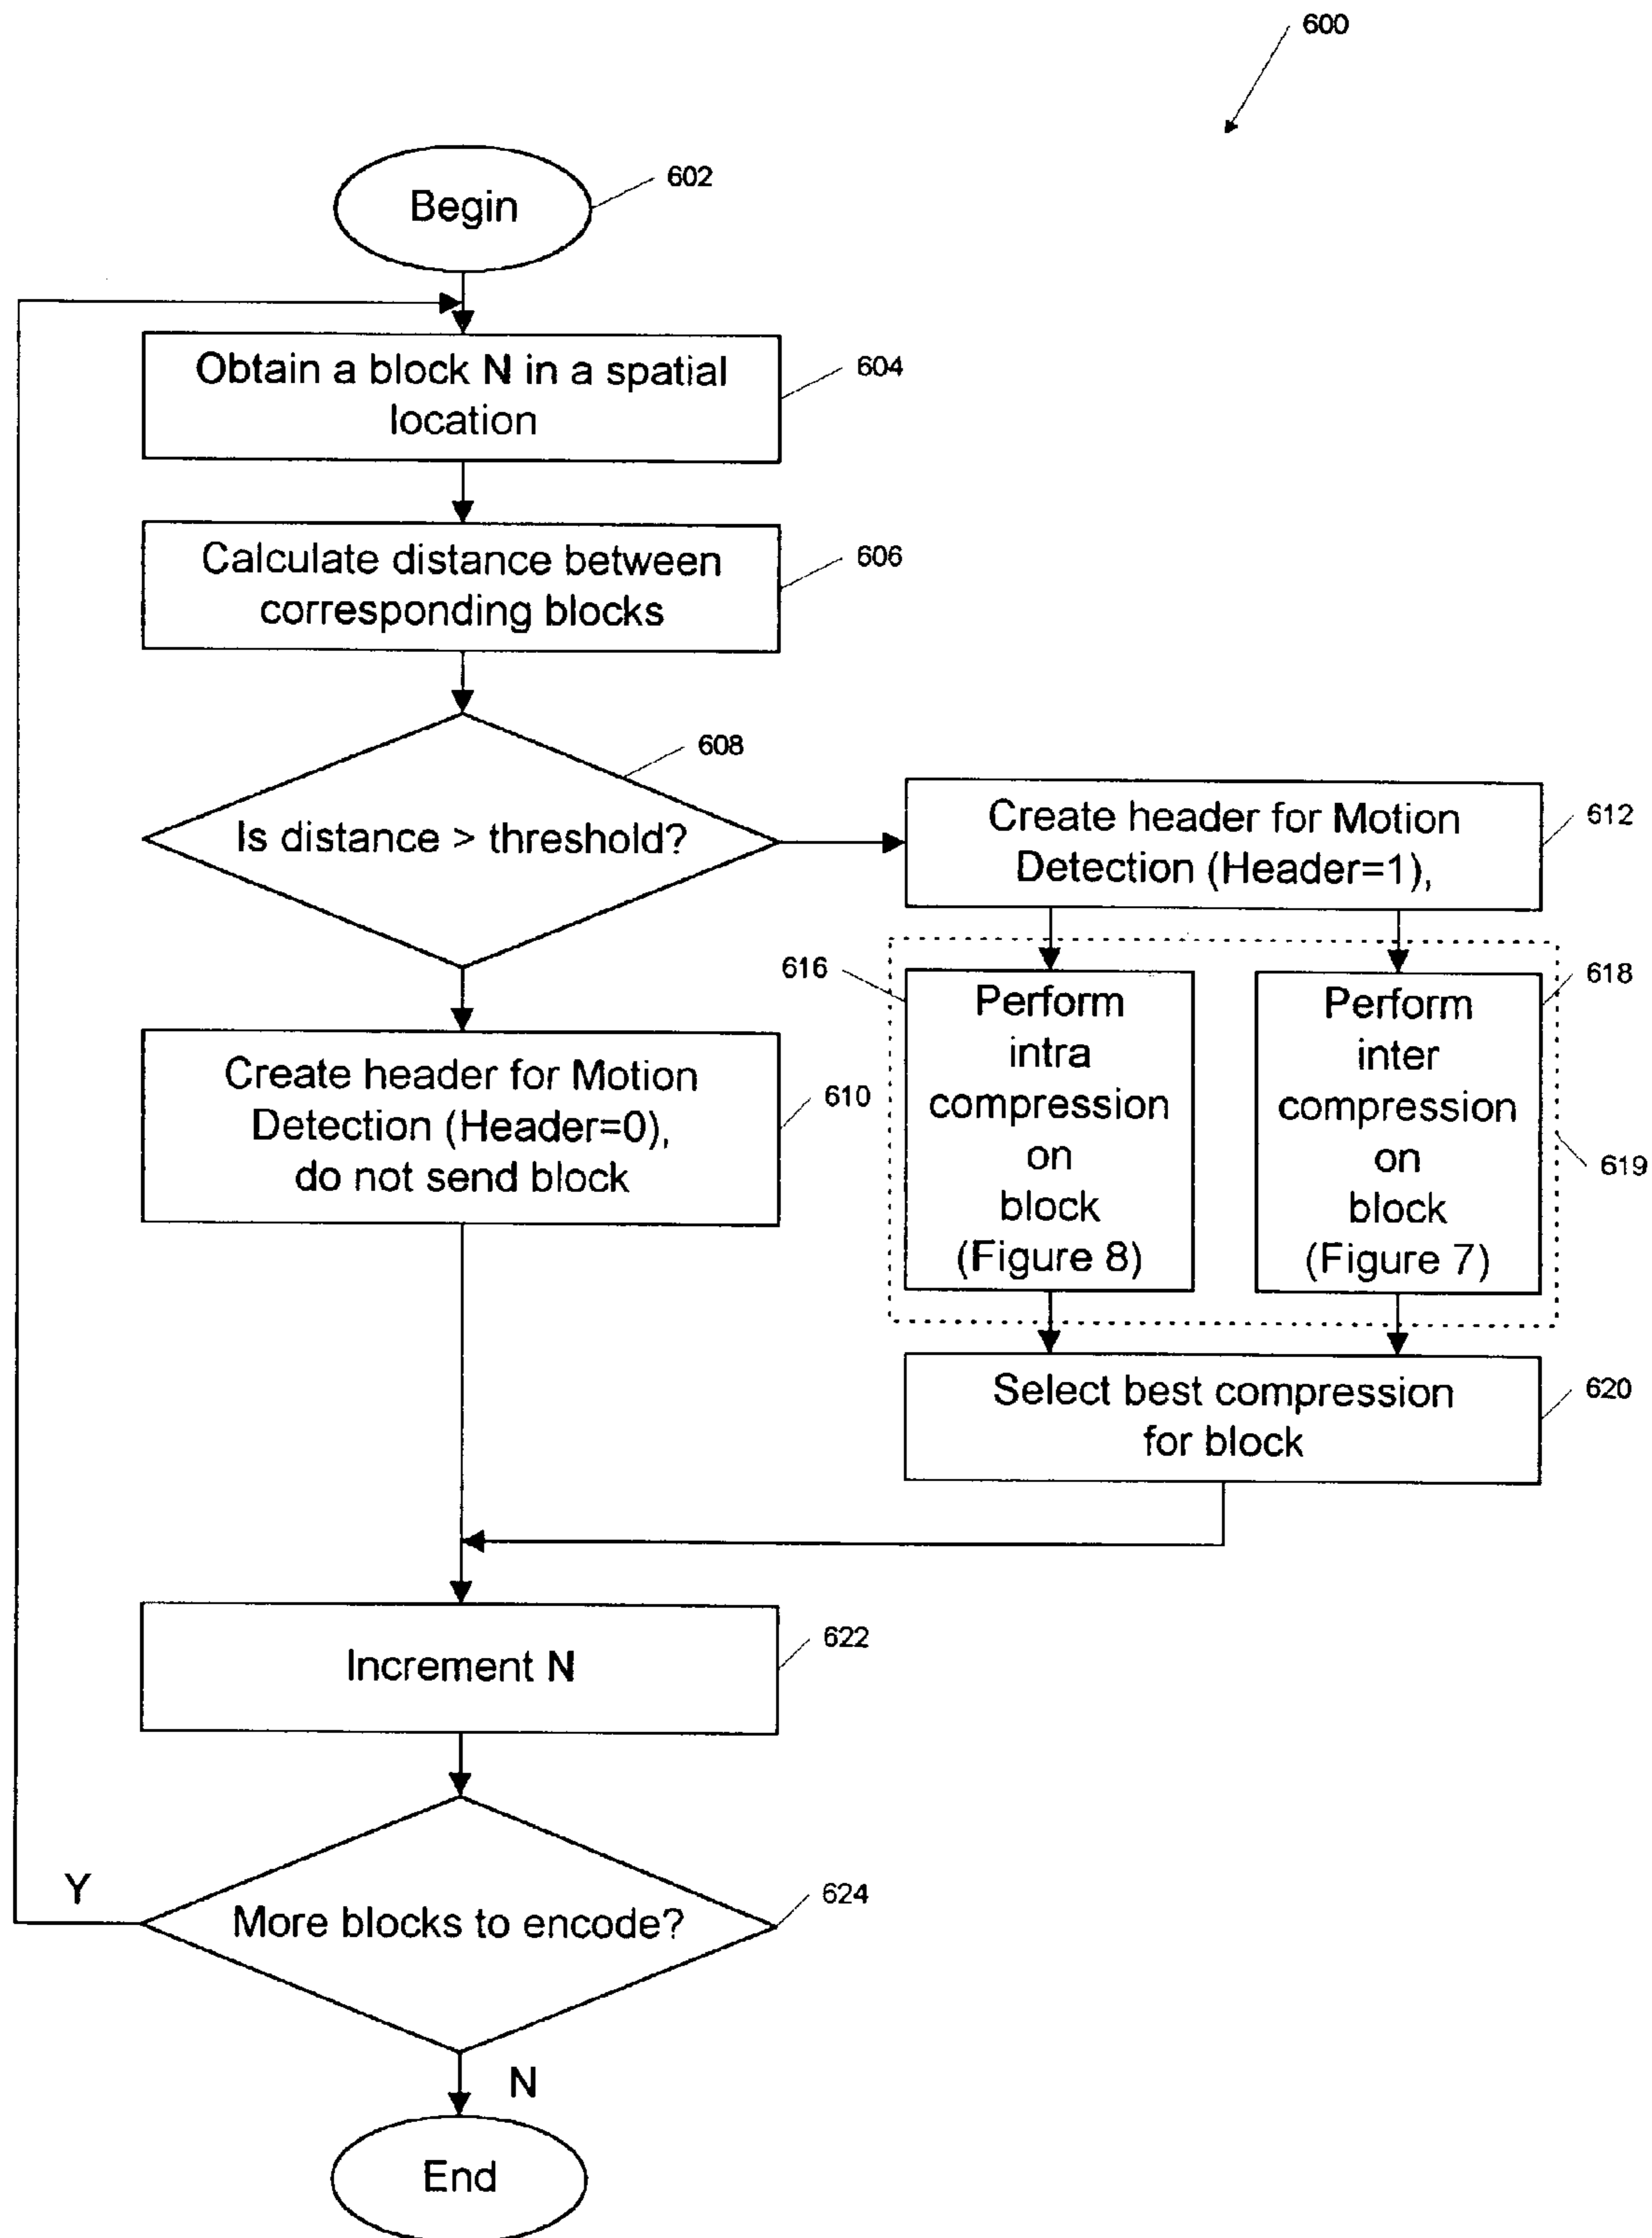 600
Begin
602
Obtain a block N in a spatial
location
604
Calculate distance between
corresponding blocks
606
Is distance > threshold?
608
Create header for Motion
Detection (Header=1),
612
Create header for Motion
Detection (Header=0),
do not send block
610
616
Perform
intra
compression
on
block
(Figure 8)
Perform
inter
compression
on
block
(Figure 7)
618
619
Select best compression
for block
620
Increment N
622
More blocks to encode?
624
Y
N
End